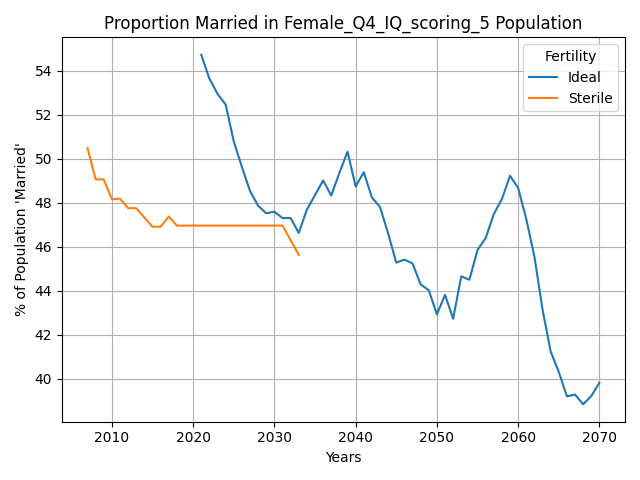 Proportion Married in Female_Q4_IQ_scoring_5 Population
% of Population 'Married'
54
52
50
48
46
44
42
40
Fertility
Ideal
Sterile
2010 2020 2030 2040 2050 2060 2070
Years